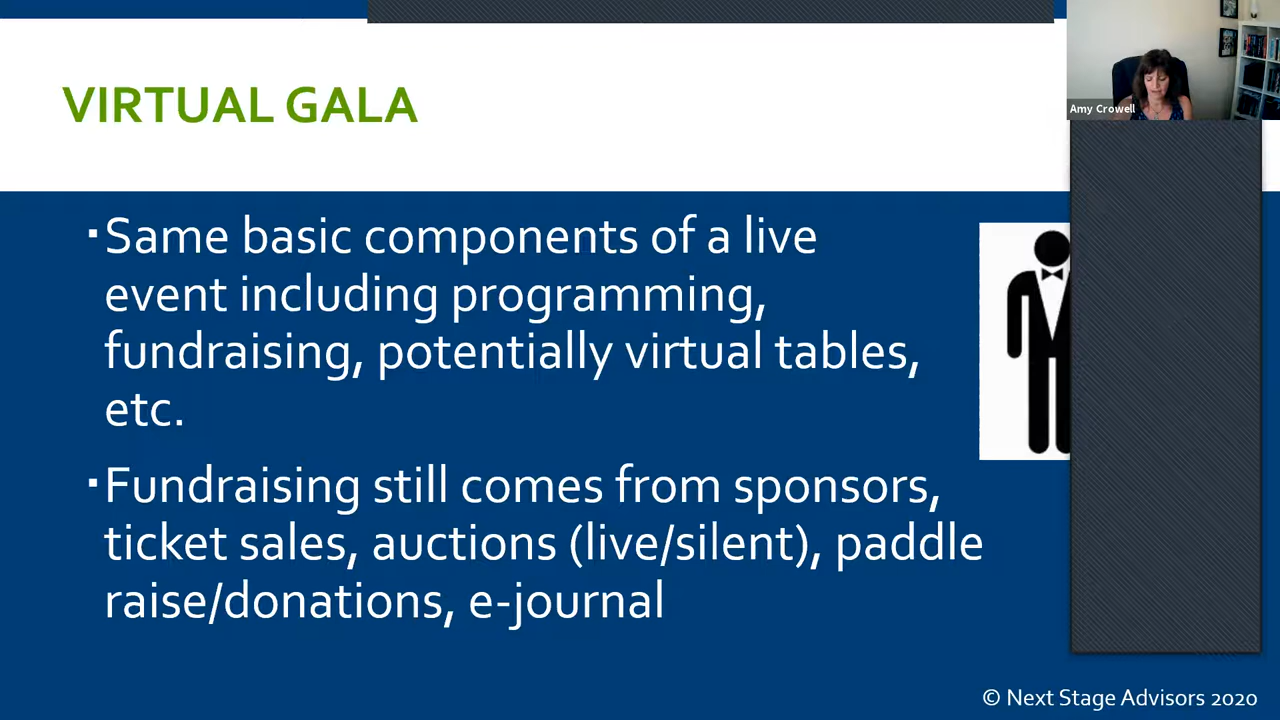 VIRTUAL GALA
Amy Crowell
▪Same basic components of a live
event including programming,
fundraising, potentially virtual tables,
etc.
▪Fundraising still comes from sponsors,
ticket sales, auctions (live/silent), paddle
raise/donations, e-journal
© Next Stage Advisors 2020